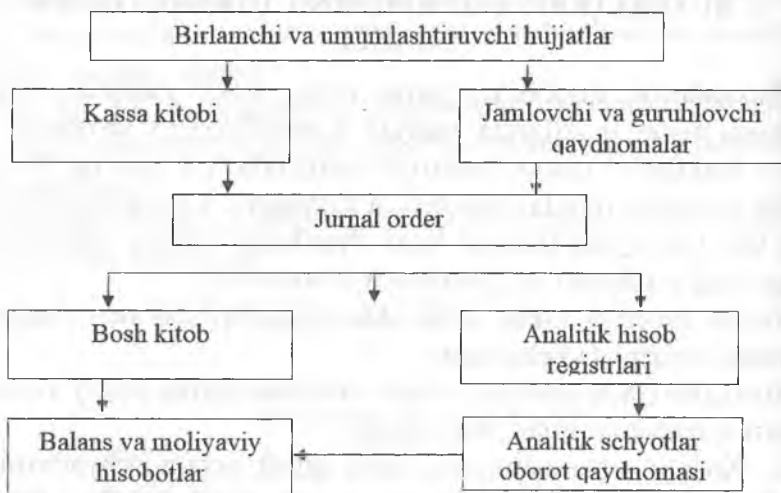 Birlamchi va umumlashtiruvchi hujjatlar
Kassa kitobi
Jamlovchi va guruhlovchi
qaydnomalar
Jurnal order
Bosh kitob
Analitik hisob
registrlari
Balans va moliyaviy
hisobotlar
Analitik schyotlar
oborot qaydnomasi